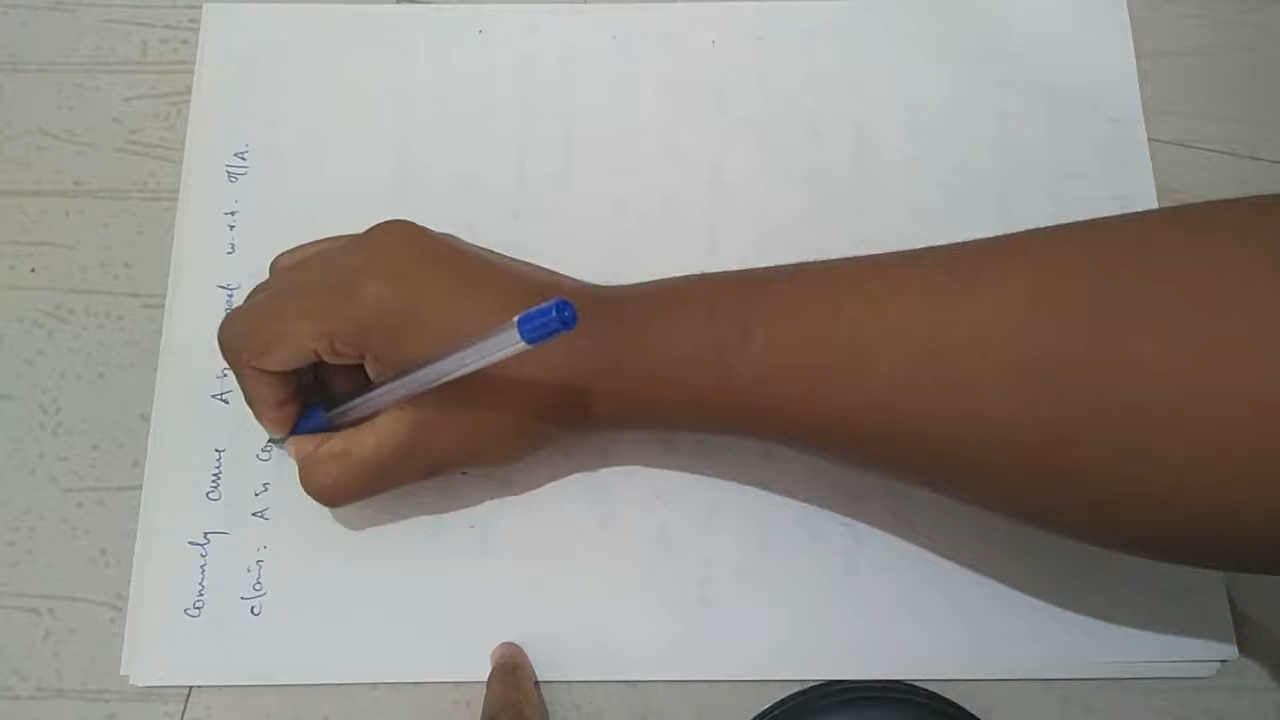 Conversely assume A is w.r.t. τ|A.
claim: A is co